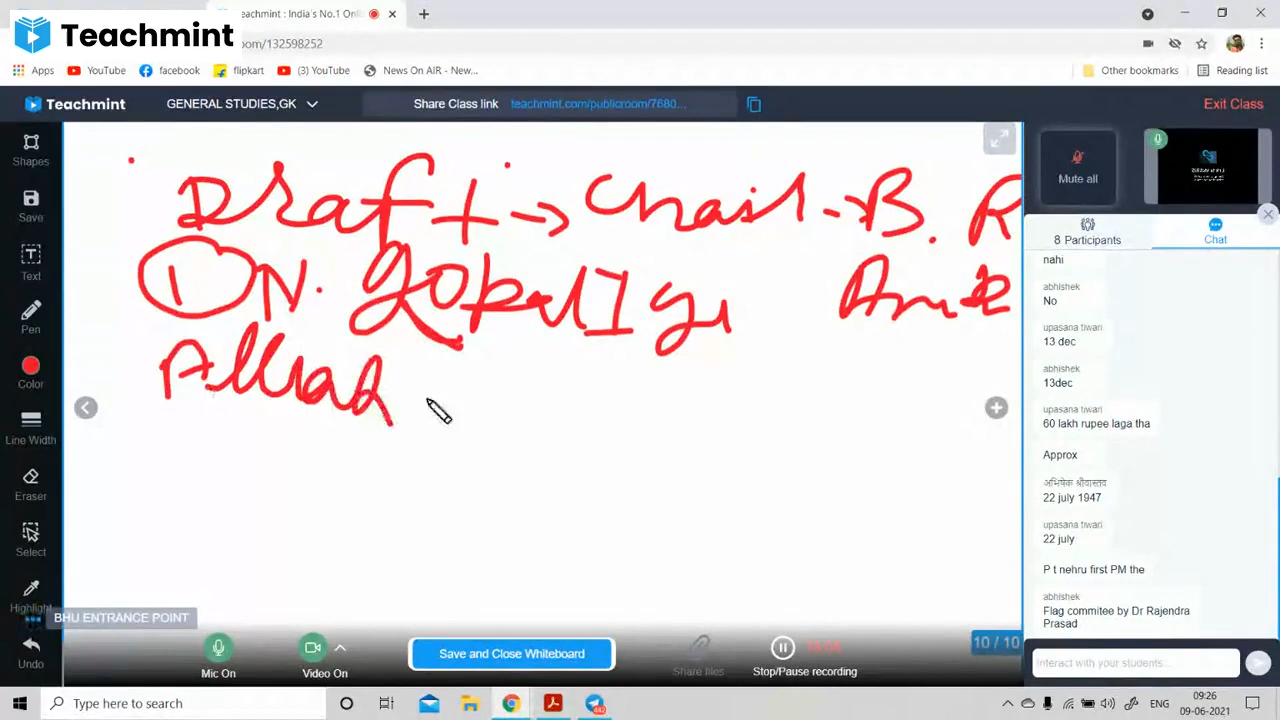 Teachmint
Teachmint : India's No.1 Onli
oom/132598252
Apps YouTube facebook flipkart (3) YouTube News On AIR - New... Other bookmarks Reading list
Teachmint GENERAL STUDIES,GK Share Class link teachmint.com/publicroom/7680... Exit Class
Shapes
Save
Text
Pen
Color
Line Width
Eraser
Select
Highlight
Undo
Draft → Chair - B. R
1 N. gopal
Allad
BHU ENTRANCE POINT
Mic On
Video On
Save and Close Whiteboard
Share files
Stop/Pause recording
10 / 10
Mute all
8 Participants
Chat
nahi
abhishek
No
upasana tiwari
13 dec
abhishek
13dec
upasana tiwari
60 lakh rupee laga tha
Approx
अभिषेक श्रीवास्तव
22 july 1947
upasana tiwari
22 july
P t nehru first PM the
abhishek
Flag commitee by Dr Rajendra
Prasad
Interact with your students...
Type here to search
442
ENG
09:26
09-06-2021